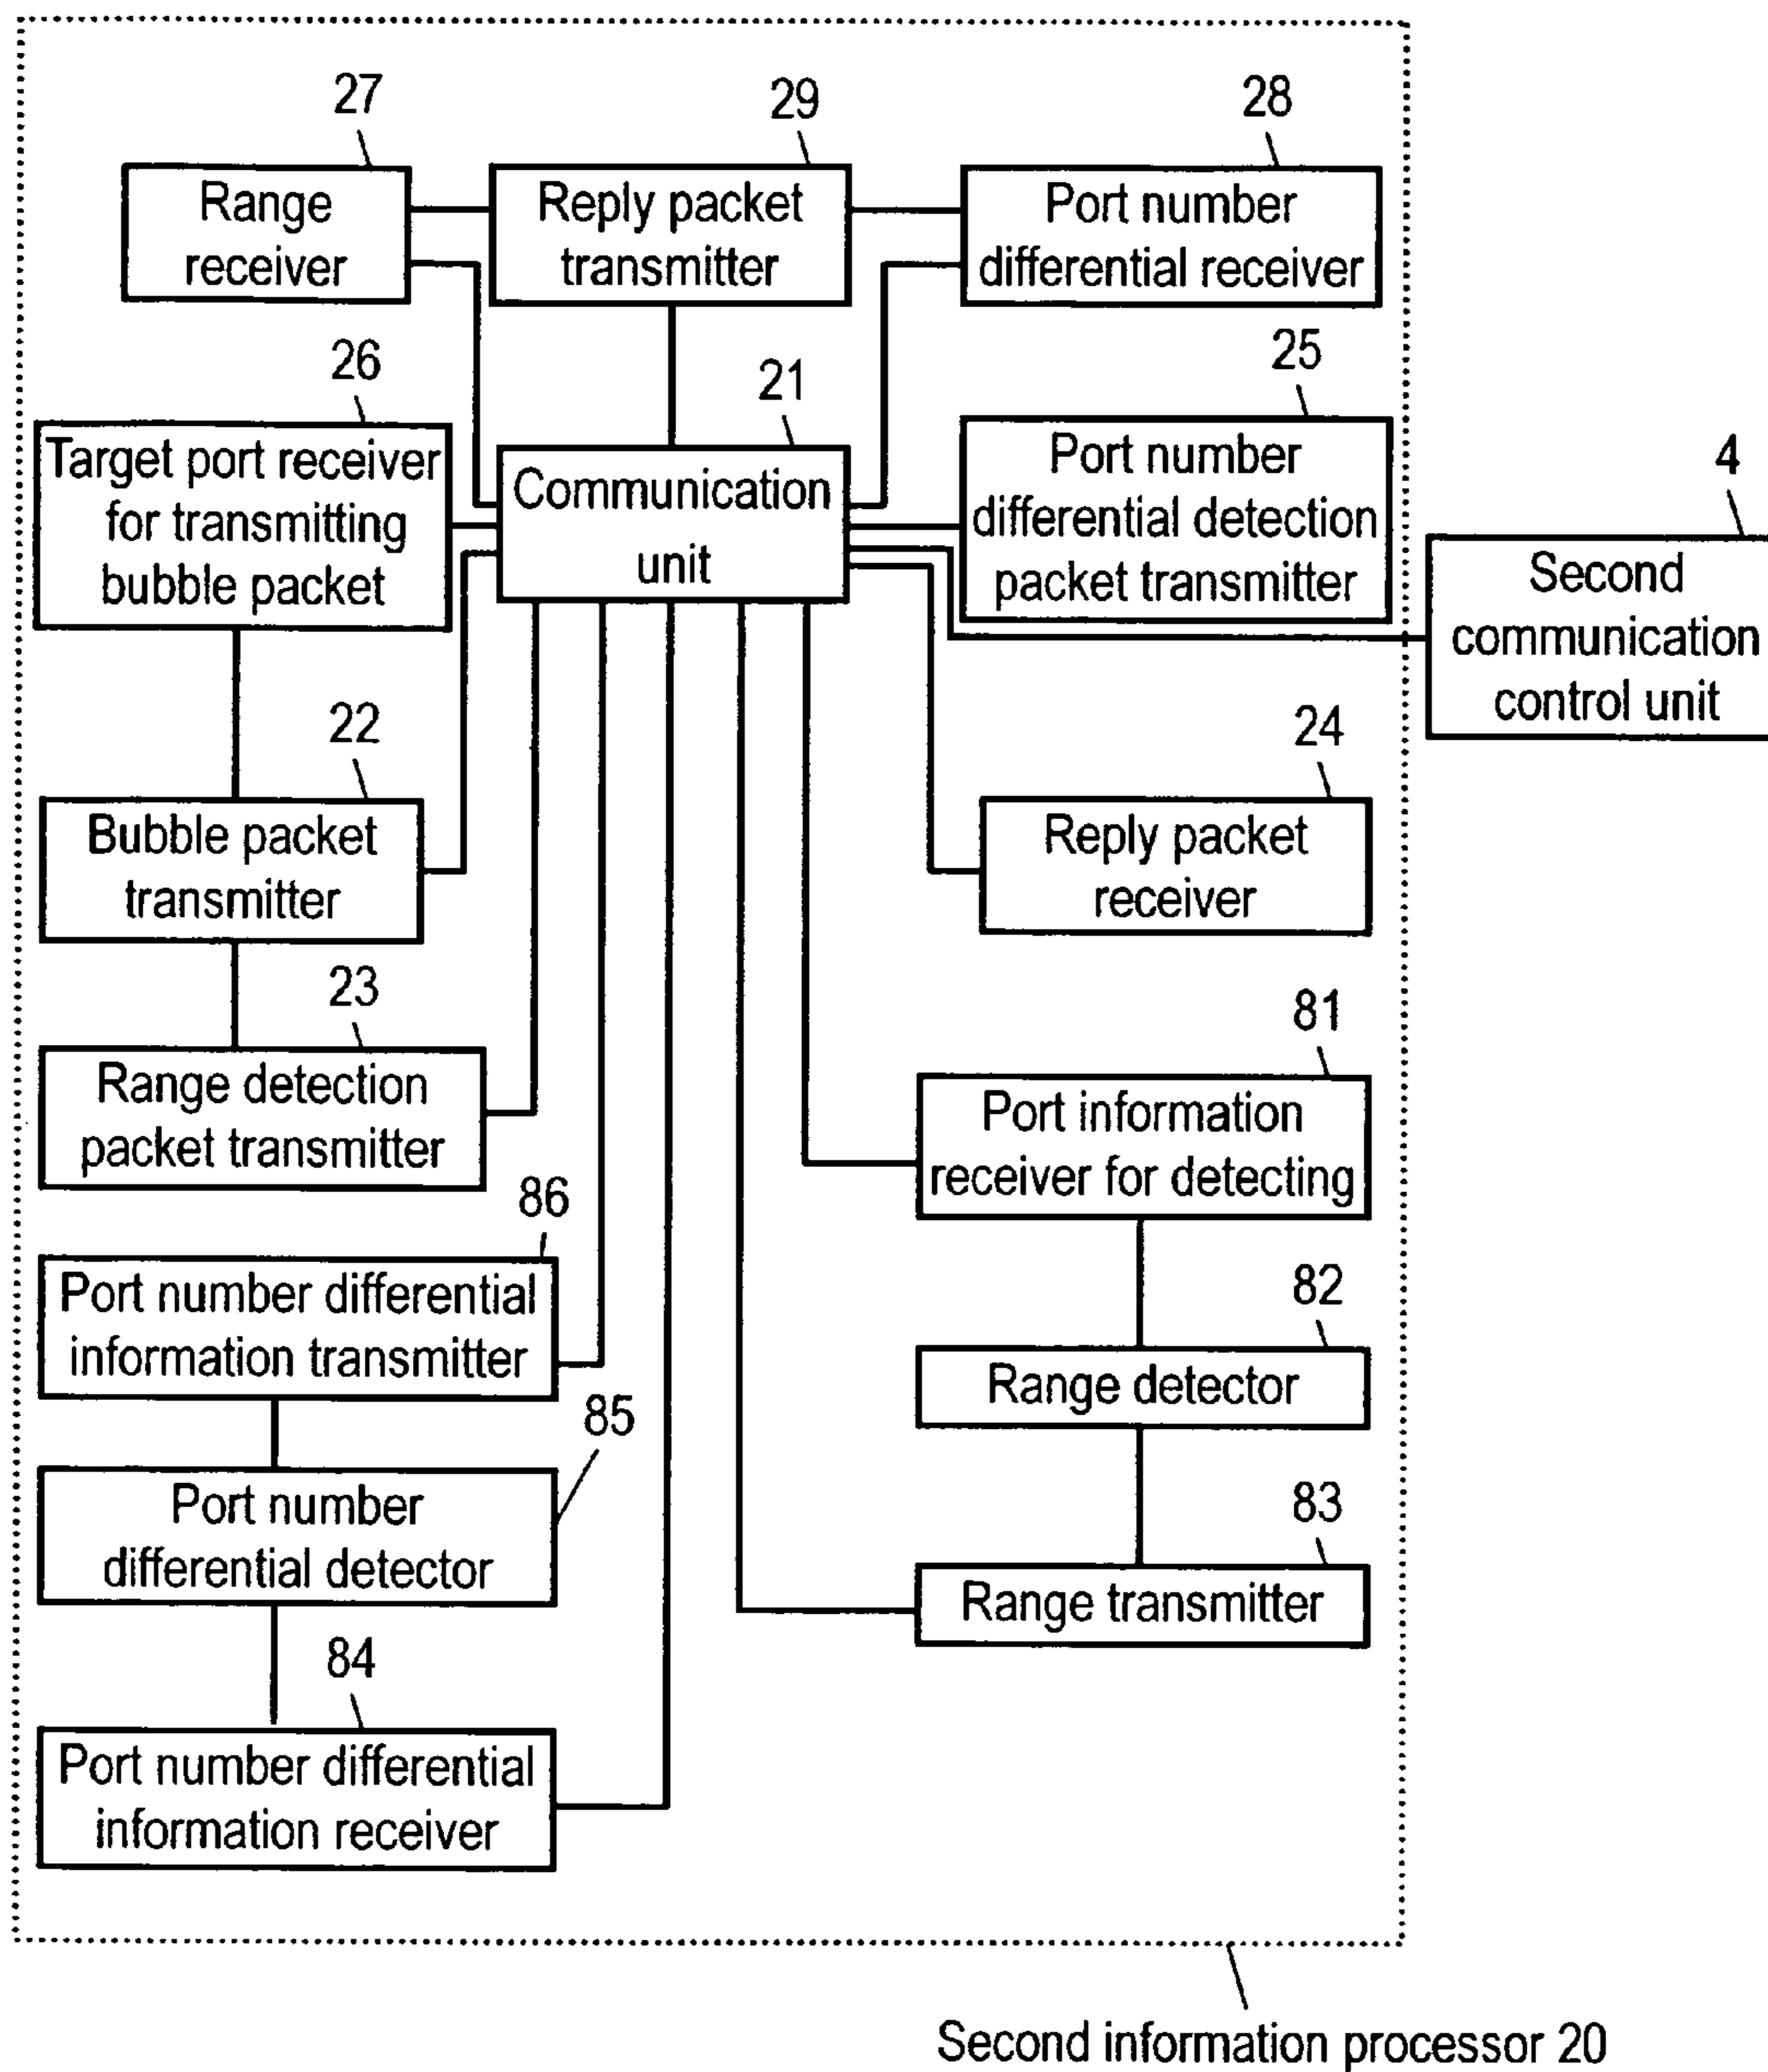 27
29
28
Range
receiver
Reply packet
transmitter
Port number
differential receiver
26
21
25
4
Target port receiver
for transmitting
bubble packet
Communication
unit
Port number
differential detection
packet transmitter
Second
communication
control unit
22
24
Bubble packet
transmitter
Reply packet
receiver
23
81
Range detection
packet transmitter
Port information
receiver for detecting
86
82
Port number differential
information transmitter
Range detector
85
83
Port number
differential detector
Range transmitter
84
Port number differential
information receiver
Second information processor 20